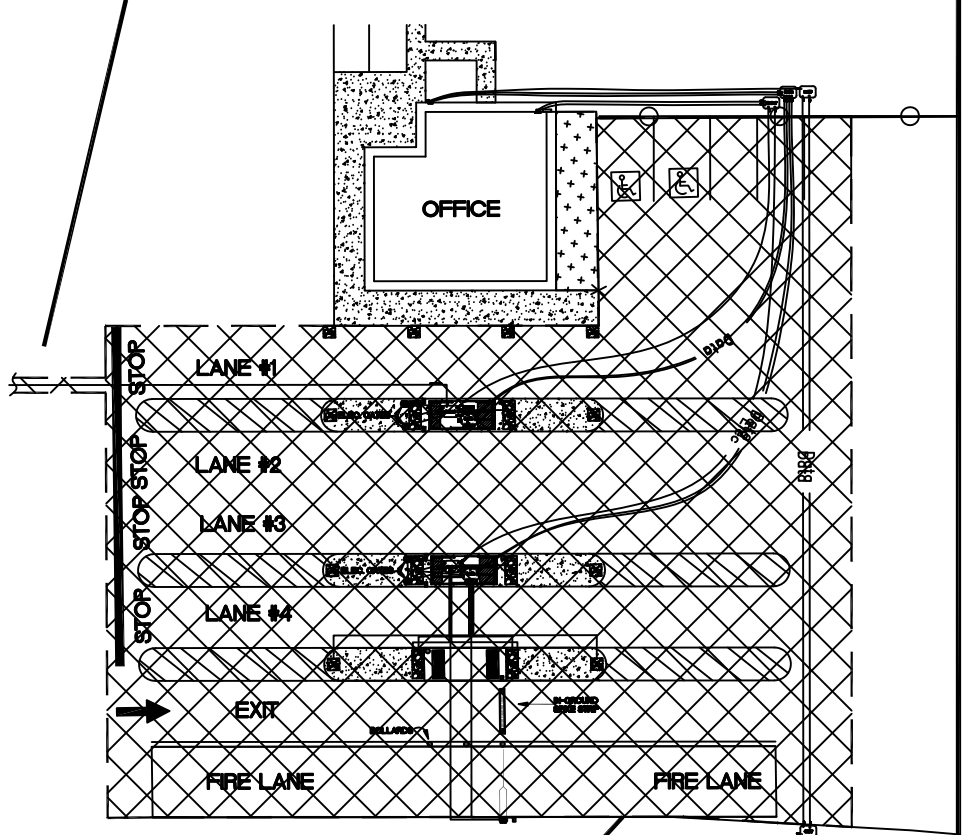 OFFICE
Data
STOP
LANE #1
LANE #2
STOP
Data
STOP
LANE #3
STOP
LANE #4
EXIT
IN-GROUND
BOLLARDS
FIRE LANE
FIRE LANE